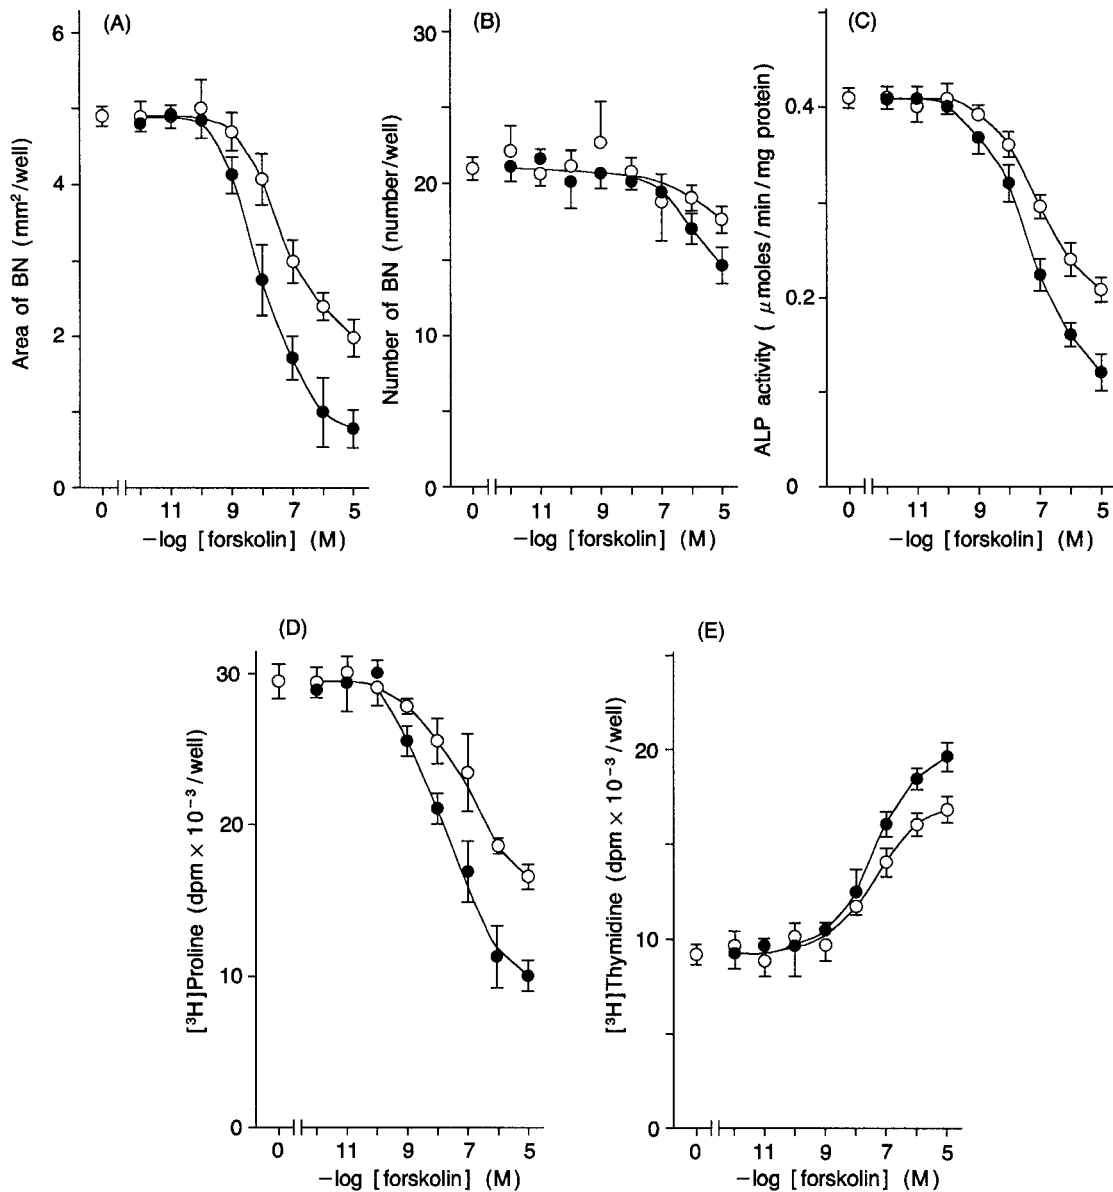 (A)
Area of BN (mm²/well)
6
4
2
0
0 11 9 7 5
−log [forskolin] (M)
(B)
Number of BN (number/well)
30
20
10
0
0 11 9 7 5
−log [forskolin] (M)
(C)
ALP activity ( μmoles/min/mg protein)
0.4
0.2
0
0 11 9 7 5
−log [forskolin] (M)
(D)
[³H]Proline (dpm × 10⁻³/well)
30
20
10
0
0 11 9 7 5
−log [forskolin] (M)
(E)
[³H]Thymidine (dpm × 10⁻³/well)
20
10
0
0 11 9 7 5
−log [forskolin] (M)